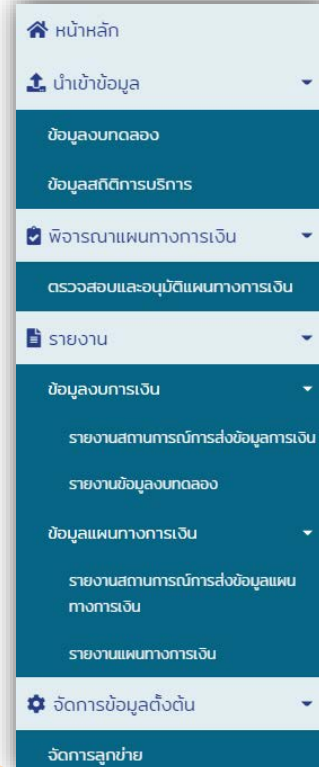 หน้าหลัก
นำเข้าข้อมูล
ข้อมูลงบทดลอง
ข้อมูลสถิติการบริการ
พิจารณาแผนทางการเงิน
ตรวจสอบและอนุมัติแผนทางการเงิน
รายงาน
ข้อมูลงบการเงิน
รายงานสถานการณ์การส่งข้อมูลการเงิน
รายงานข้อมูลงบทดลอง
ข้อมูลแผนทางการเงิน
รายงานสถานการณ์การส่งข้อมูลแผน
ทางการเงิน
รายงานแผนทางการเงิน
จัดการข้อมูลตั้งต้น
จัดการลูกข่าย